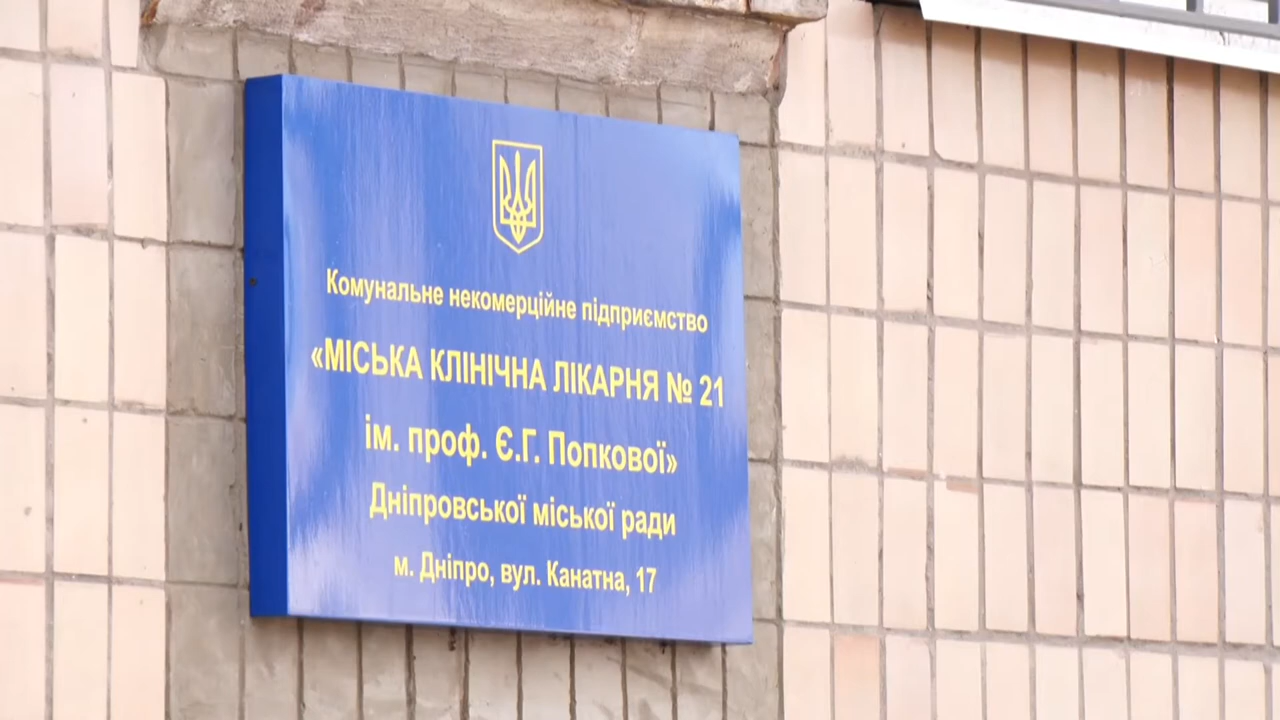 Комунальне некомерційне підприємство
«МІСЬКА КЛІНІЧНА ЛІКАРНЯ № 21
ім. проф. Є.Г. Попкової»
Дніпровської міської ради
м. Дніпро, вул. Канатна, 17